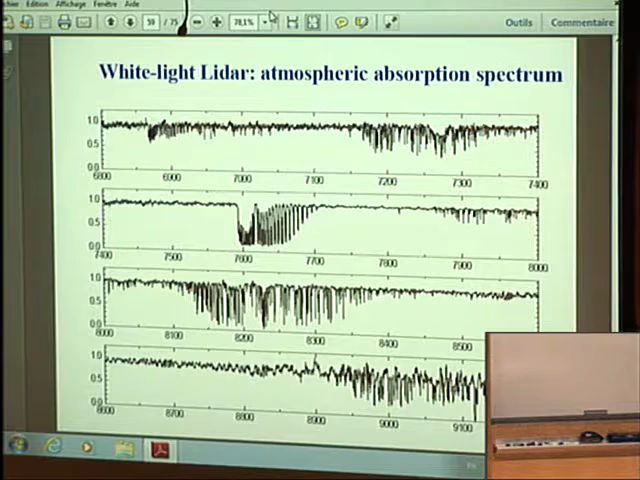 Edition Affichage Fenêtre Aide
59 / 75 78,1% Outils Commentaire
White-light Lidar: atmospheric absorption spectrum
1.0
0.5
0.0
6800 6900 7000 7100 7200 7300 7400
1.0
0.5
0.0
7400 7500 7600 7700 7800 7900 8000
1.0
0.5
0.0
8000 8100 8200 8300 8400 8500
1.0
0.5
0.0
8600 8700 8800 8900 9000 9100